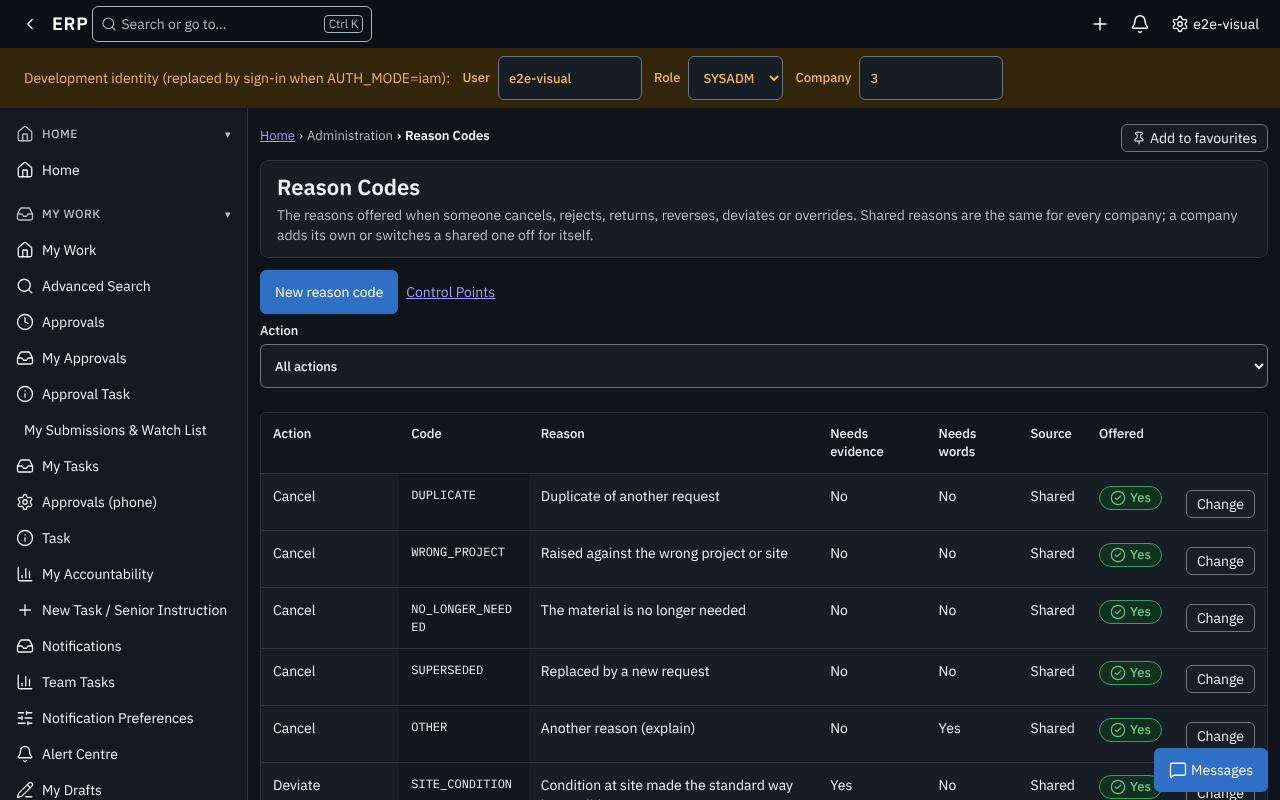 ERP
Search or go to...
Ctrl K
e2e-visual
Development identity (replaced by sign-in when AUTH_MODE=iam):
User
e2e-visual
Role
SYSADM
Company
3
HOME
Home
MY WORK
My Work
Advanced Search
Approvals
My Approvals
Approval Task
My Submissions & Watch List
My Tasks
Approvals (phone)
Task
My Accountability
New Task / Senior Instruction
Notifications
Team Tasks
Notification Preferences
Alert Centre
My Drafts
Home › Administration › Reason Codes
Add to favourites
Reason Codes
The reasons offered when someone cancels, rejects, returns, reverses, deviates or overrides. Shared reasons are the same for every company; a company
adds its own or switches a shared one off for itself.
New reason code
Control Points
Action
All actions
Action Code Reason Needs evidence Needs words Source Offered
Cancel DUPLICATE Duplicate of another request No No Shared Yes Change
Cancel WRONG_PROJECT Raised against the wrong project or site No No Shared Yes Change
Cancel NO_LONGER_NEEDED The material is no longer needed No No Shared Yes Change
Cancel SUPERSEDED Replaced by a new request No No Shared Yes Change
Cancel OTHER Another reason (explain) No Yes Shared Yes Change
Deviate SITE_CONDITION Condition at site made the standard way Yes No Shared Yes Change
Messages